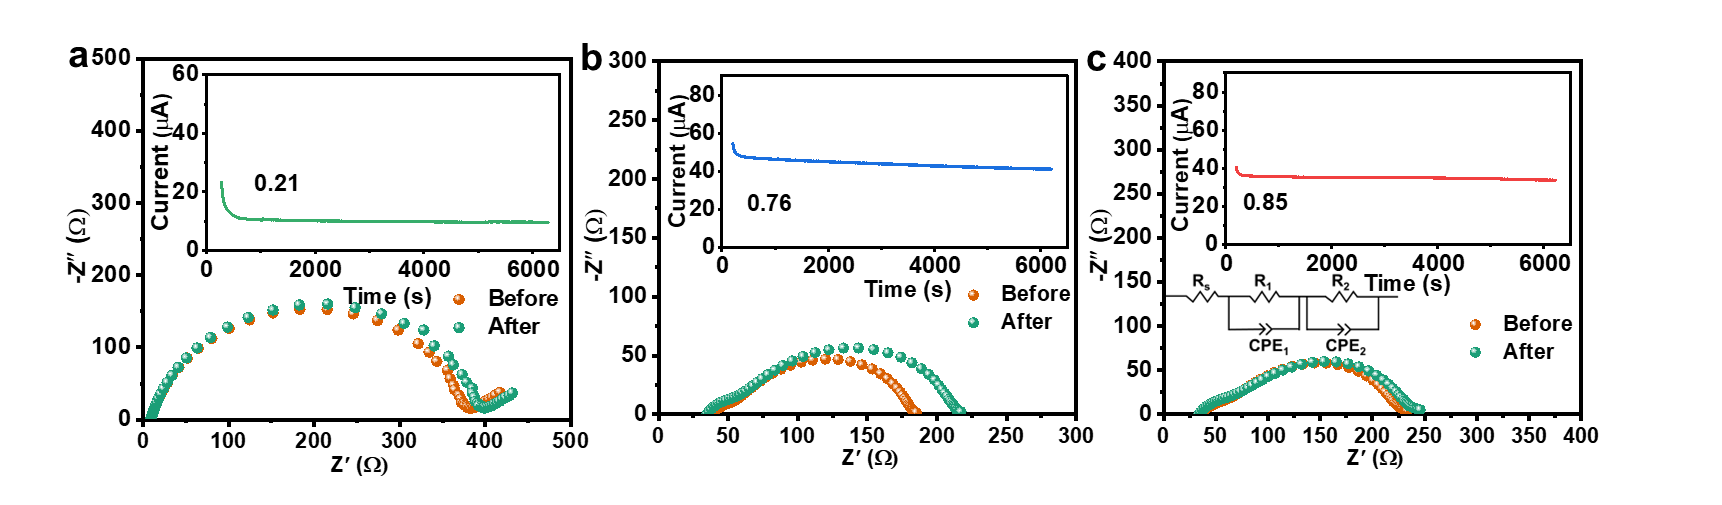 a
500
400
300
200
100
0
-Z″ (Ω)
0 100 200 300 400 500
Z′ (Ω)
60
40
20
0
Current (μA)
0.21
0 2000 4000 6000
Time (s)
Before
After
b
300
250
200
150
100
50
0
-Z″ (Ω)
0 50 100 150 200 250 300
Z′ (Ω)
80
60
40
20
0
Current (μA)
0.76
0 2000 4000 6000
Time (s)
Before
After
c
400
350
300
250
200
150
100
50
0
-Z″ (Ω)
0 50 100 150 200 250 300 350 400
Z′ (Ω)
80
60
40
20
0
Current (μA)
0.85
0 2000 4000 6000
Time (s)
Rs R1 R2
CPE1 CPE2
Before
After